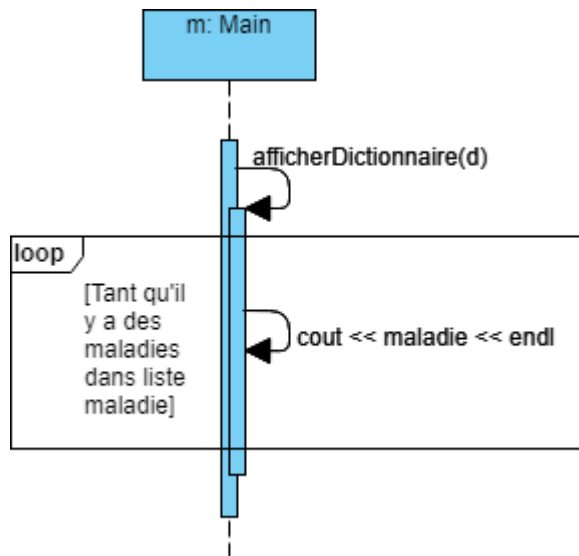 m: Main
afficherDictionnaire(d)
loop
[Tant qu'il
y a des
maladies
dans liste
maladie]
cout << maladie << endl